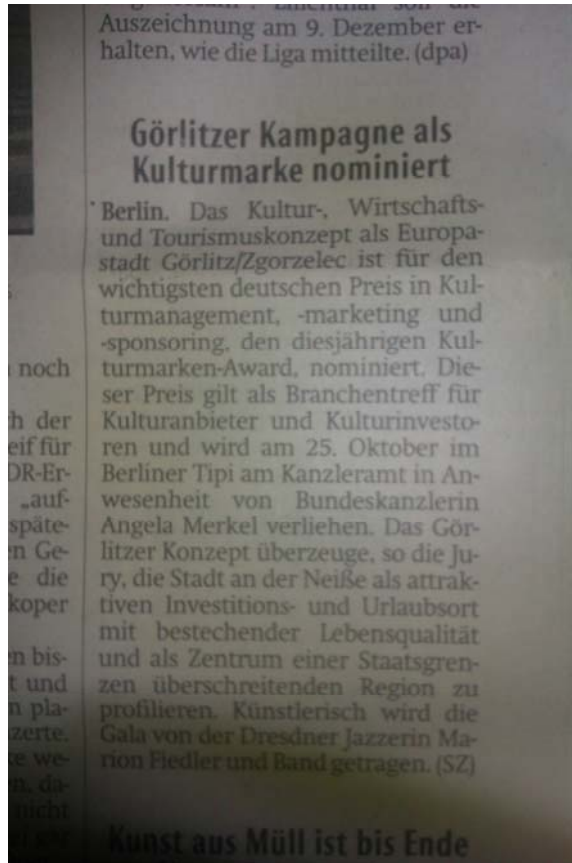 Auszeichnung am 9. Dezember er-
halten, wie die Liga mitteilte. (dpa)
Görlitzer Kampagne als
Kulturmarke nominiert
Berlin. Das Kultur-, Wirtschafts-
und Tourismuskonzept als Europa-
stadt Görlitz/Zgorzelec ist für den
wichtigsten deutschen Preis in Kul-
turmanagement, -marketing und
-sponsoring, den diesjährigen Kul-
turmarken-Award, nominiert. Die-
ser Preis gilt als Branchentreff für
Kulturanbieter und Kulturinvesto-
ren und wird am 25. Oktober im
Berliner Tipi am Kanzleramt in An-
wesenheit von Bundeskanzlerin
Angela Merkel verliehen. Das Gör-
litzer Konzept überzeuge, so die Ju-
ry, die Stadt an der Neiße als attrak-
tiven Investitions- und Urlaubsort
mit bestechender Lebensqualität
und als Zentrum einer Staatsgren-
zen überschreitenden Region zu
profilieren. Künstlerisch wird die
Gala von der Dresdner Jazzerin Ma-
rion Fiedler und Band getragen. (SZ)
Kunst aus Müll ist bis Ende
noch
der
für
DR-Er-
„auf-
späte-
Ge-
die
koper
bis-
und
pla-
zerte.
we-
da-
nicht